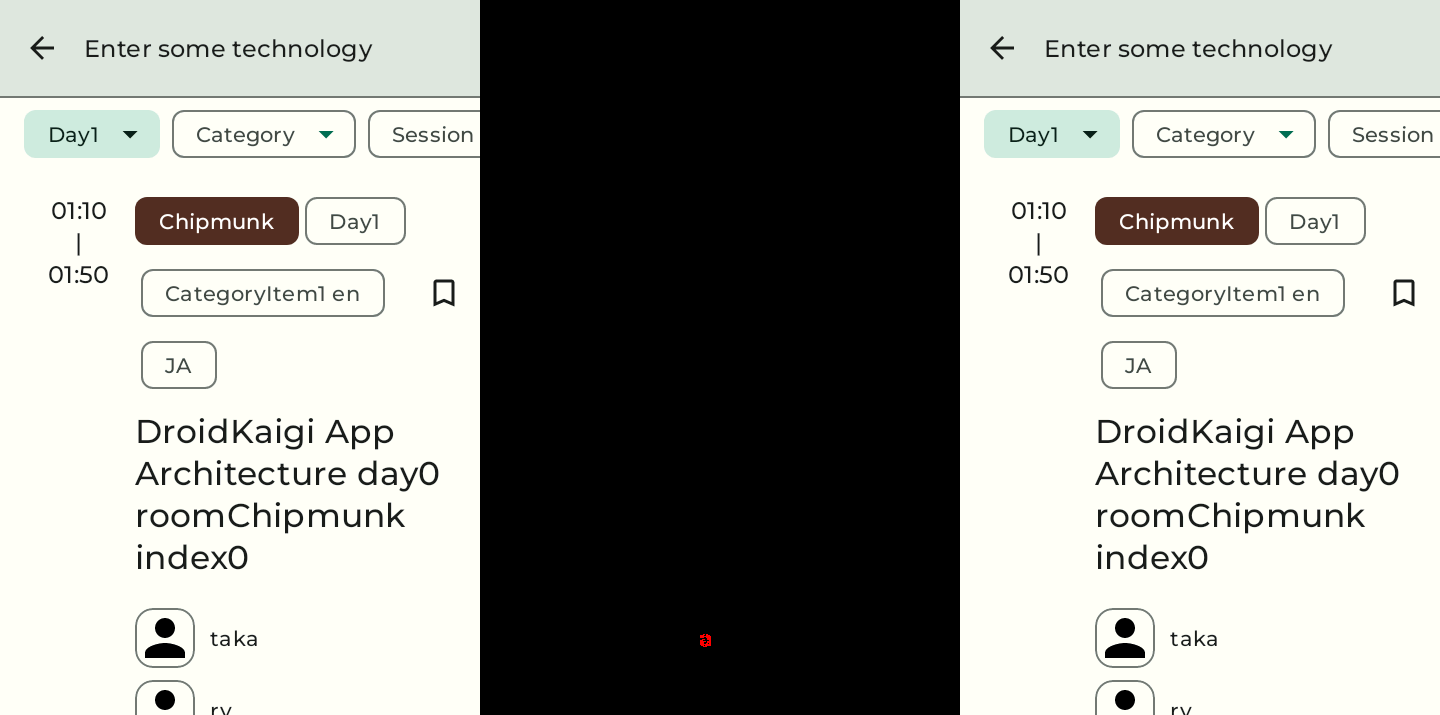 Enter some technology
Day1
Category
Session
01:10
|
01:50
Chipmunk
Day1
CategoryItem1 en
JA
DroidKaigi App
Architecture day0
roomChipmunk
index0
taka
ry
Enter some technology
Day1
Category
Session
01:10
|
01:50
Chipmunk
Day1
CategoryItem1 en
JA
DroidKaigi App
Architecture day0
roomChipmunk
index0
taka
ry